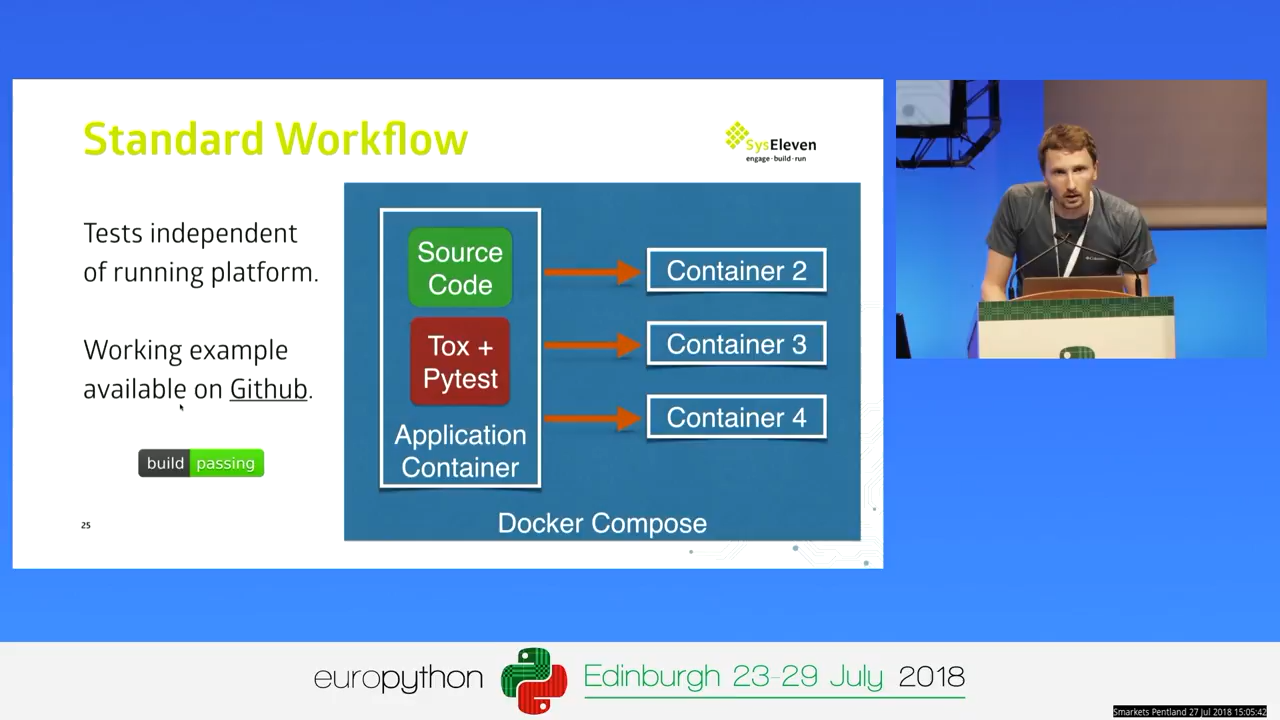 Standard Workflow
SysEleven
engage·build·run
Tests independent
of running platform.
Working example
available on Github.
build passing
25
Source
Code
Tox +
Pytest
Application
Container
Container 2
Container 3
Container 4
Docker Compose
Columbia
europython
Edinburgh 23-29 July 2018
Smarkets Pentland 27 Jul 2018 15:05:42